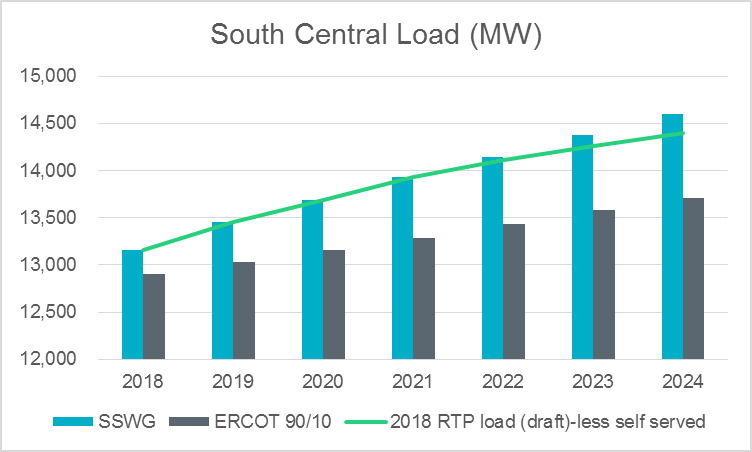 South Central Load (MW)
15,000
14,500
14,000
13,500
13,000
12,500
12,000
2018 2019 2020 2021 2022 2023 2024
SSWG ERCOT 90/10 2018 RTP load (draft)-less self served